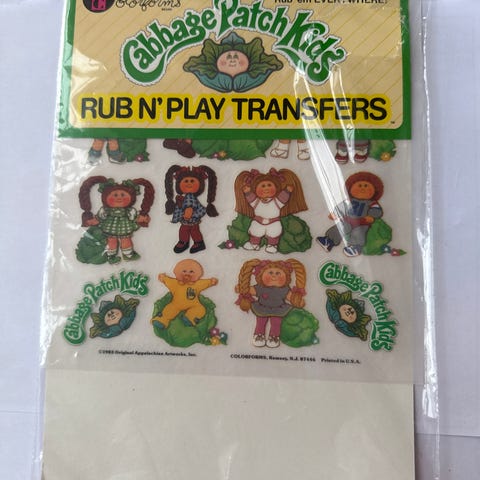 Colorforms
Rub 'em EVERYWHERE!
Cabbage Patch Kids
RUB N' PLAY TRANSFERS
TM
Cabbage Patch Kids
Cabbage Patch Kids
©1983 Original Appalachian Artworks, Inc.
COLORFORMS, Ramsey, N.J. 07446 Printed in U.S.A.